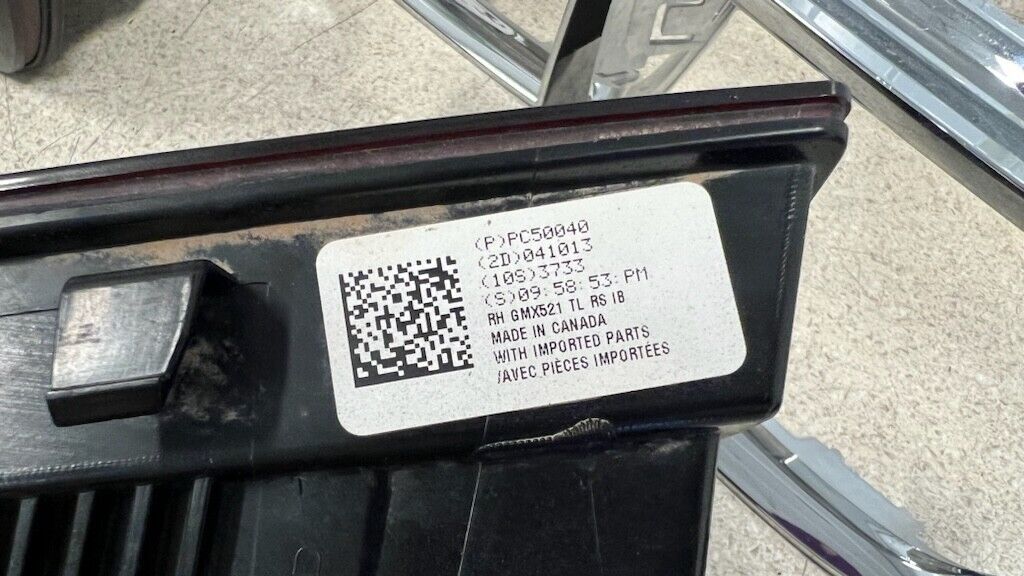 (P)PC50040
(2D)041013
(10S)3733
(S)09:58:53:PM
RH GMX521 TL RS IB
MADE IN CANADA
WITH IMPORTED PARTS
/AVEC PIÈCES IMPORTÉES